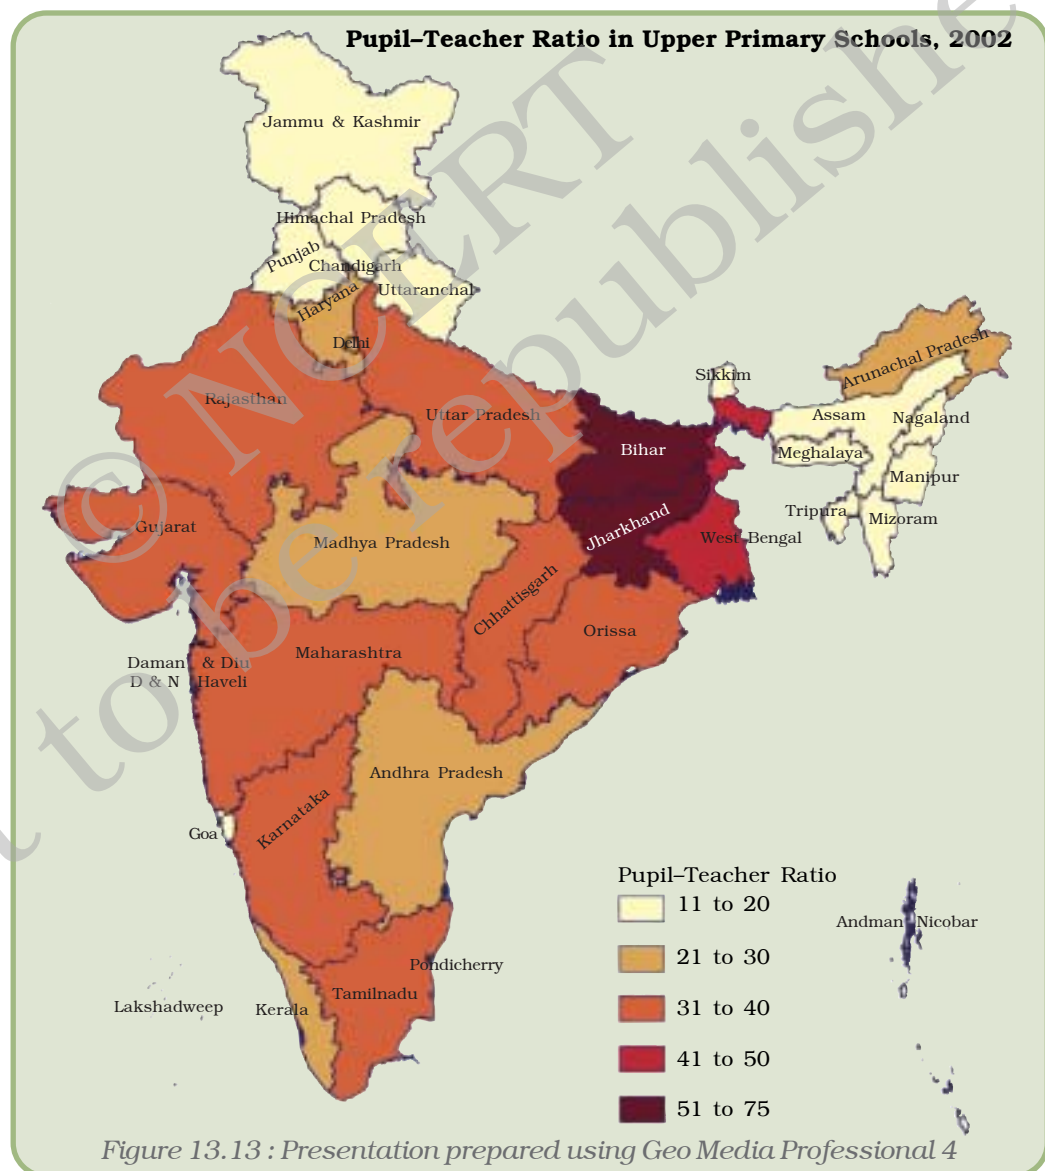 Pupil–Teacher Ratio in Upper Primary Schools, 2002
Jammu & Kashmir
Himachal Pradesh
Punjab
Chandigarh
Uttaranchal
Haryana
Delhi
Rajasthan
Uttar Pradesh
Bihar
Sikkim
Arunachal Pradesh
Assam
Nagaland
Meghalaya
Manipur
Tripura
Mizoram
Gujarat
Madhya Pradesh
Jharkhand
West Bengal
Chhattisgarh
Orissa
Maharashtra
Daman & Diu
D & N Haveli
Andhra Pradesh
Karnataka
Goa
Pondicherry
Tamilnadu
Kerala
Lakshadweep
Andman Nicobar
Pupil–Teacher Ratio
11 to 20
21 to 30
31 to 40
41 to 50
51 to 75
Figure 13.13 : Presentation prepared using Geo Media Professional 4
© NCERT
to be republishe